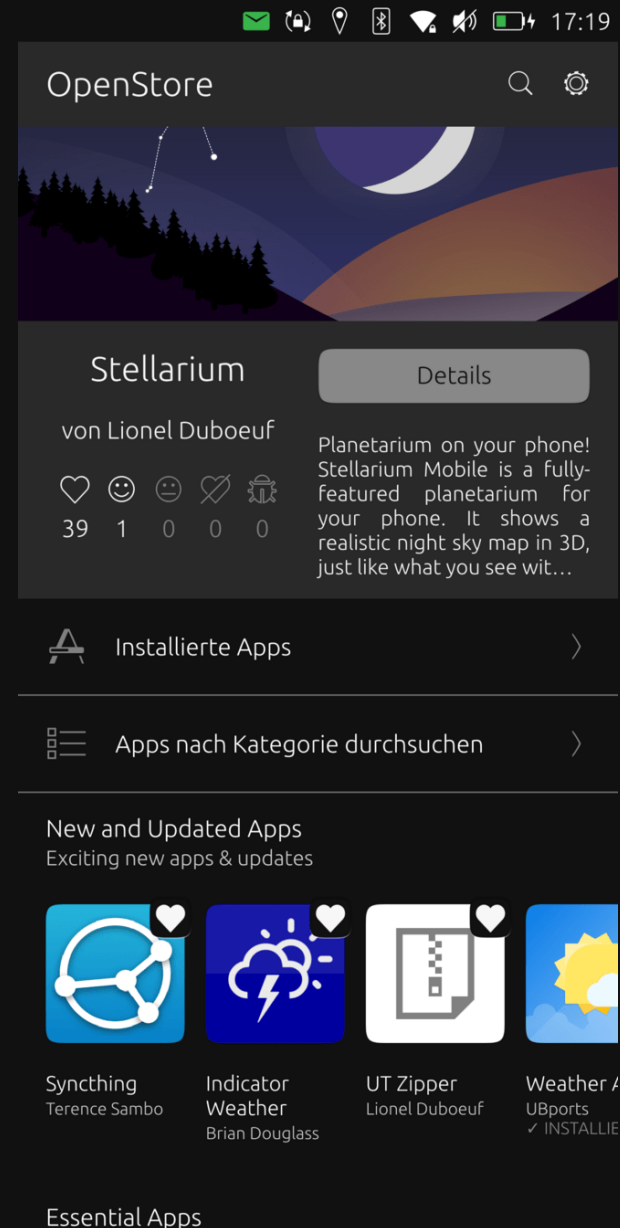 17:19
OpenStore
Stellarium
Details
von Lionel Duboeuf
Planetarium on your phone!
Stellarium Mobile is a fully-
featured planetarium for
your phone. It shows a
realistic night sky map in 3D,
just like what you see wit…
39 1 0 0 0
Installierte Apps
Apps nach Kategorie durchsuchen
New and Updated Apps
Exciting new apps & updates
Syncthing
Terence Sambo
Indicator
Weather
Brian Douglass
UT Zipper
Lionel Duboeuf
Weather A
UBports
✓ INSTALLIE
Essential Apps